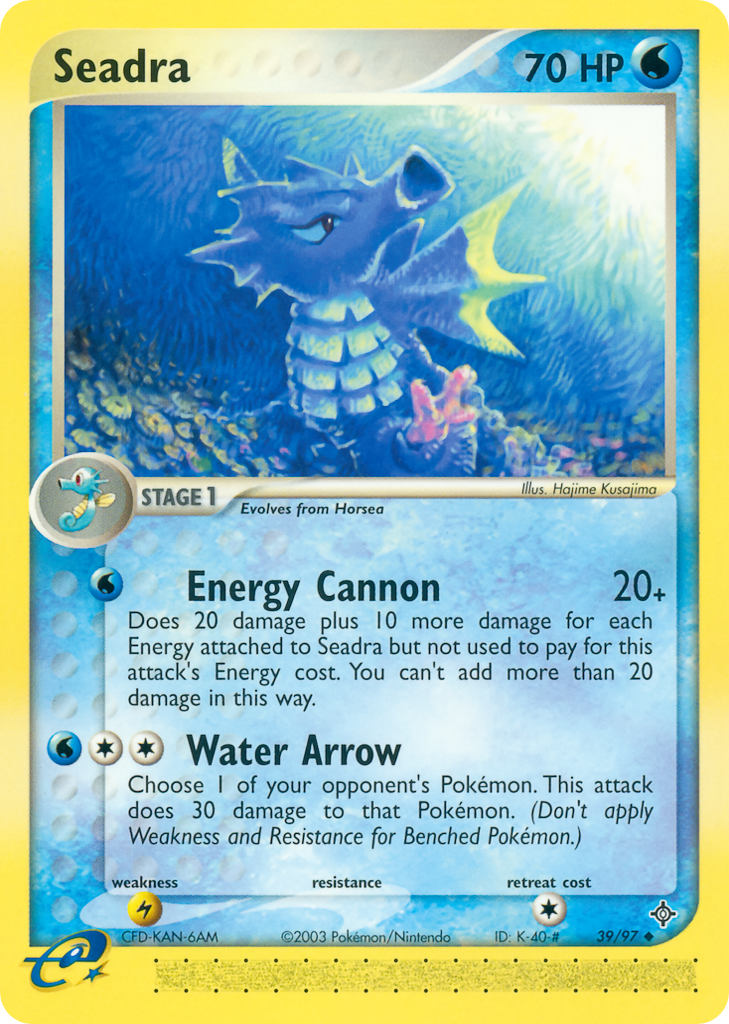 Seadra
70 HP
STAGE 1
Illus. Hajime Kusajima
Evolves from Horsea
Energy Cannon 20+
Does 20 damage plus 10 more damage for each
Energy attached to Seadra but not used to pay for this
attack's Energy cost. You can't add more than 20
damage in this way.
Water Arrow
Choose 1 of your opponent's Pokémon. This attack
does 30 damage to that Pokémon. (Don't apply
Weakness and Resistance for Benched Pokémon.)
weakness resistance retreat cost
CFD-KAN-6AM ©2003 Pokémon/Nintendo ID: K-40-# 39/97
e